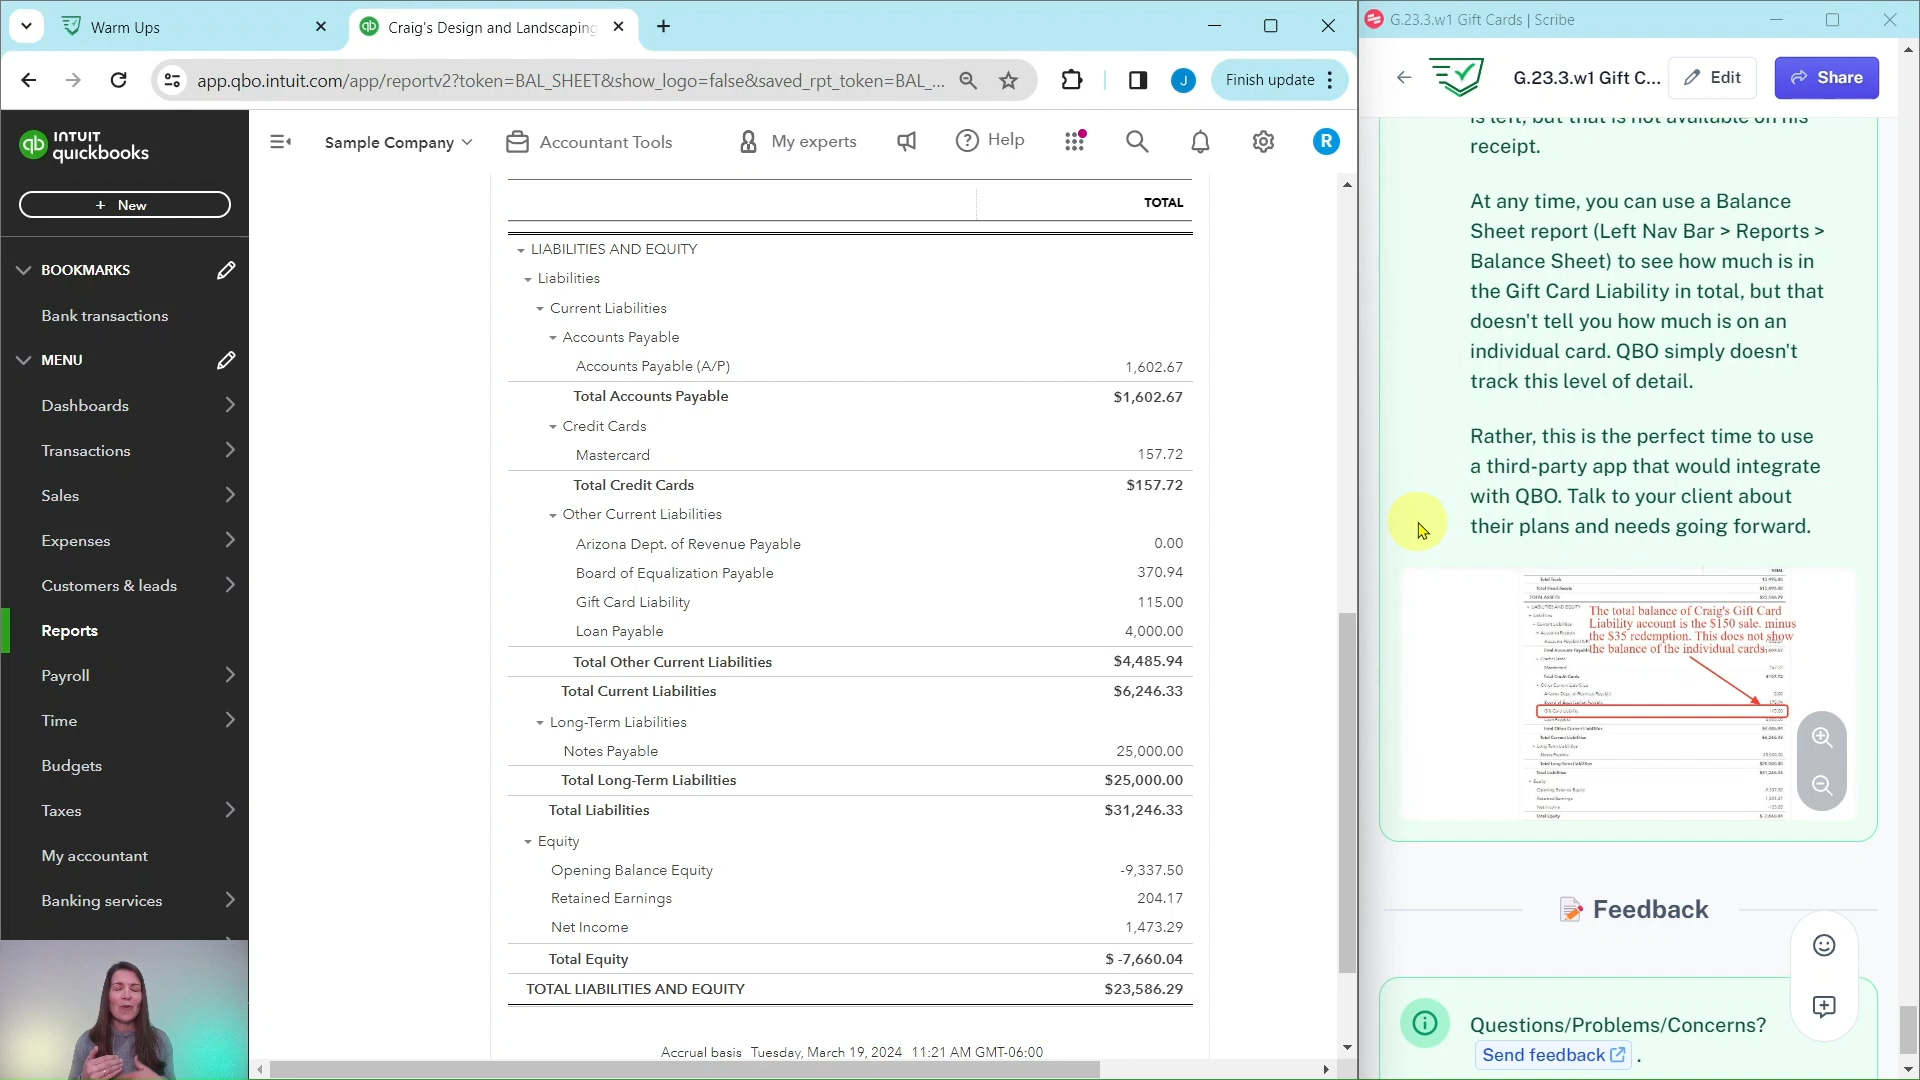 Warm Ups
Craig's Design and Landscaping
app.qbo.intuit.com/app/reportv2?token=BAL_SHEET&show_logo=false&saved_rpt_token=BAL_...
J
Finish update
INTUIT
quickbooks
Sample Company
Accountant Tools
My experts
Help
R
+ New
BOOKMARKS
Bank transactions
MENU
Dashboards
Transactions
Sales
Expenses
Customers & leads
Reports
Payroll
Time
Budgets
Taxes
My accountant
Banking services
TOTAL
LIABILITIES AND EQUITY
Liabilities
Current Liabilities
Accounts Payable
Accounts Payable (A/P) 1,602.67
Total Accounts Payable $1,602.67
Credit Cards
Mastercard 157.72
Total Credit Cards $157.72
Other Current Liabilities
Arizona Dept. of Revenue Payable 0.00
Board of Equalization Payable 370.94
Gift Card Liability 115.00
Loan Payable 4,000.00
Total Other Current Liabilities $4,485.94
Total Current Liabilities $6,246.33
Long-Term Liabilities
Notes Payable 25,000.00
Total Long-Term Liabilities $25,000.00
Total Liabilities $31,246.33
Equity
Opening Balance Equity -9,337.50
Retained Earnings 204.17
Net Income 1,473.29
Total Equity $ -7,660.04
TOTAL LIABILITIES AND EQUITY $23,586.29
Accrual basis Tuesday, March 19, 2024 11:21 AM GMT-06:00
G.23.3.w1 Gift Cards | Scribe
G.23.3.w1 Gift C...
Edit
Share
is left, but that is not available on his
receipt.
At any time, you can use a Balance
Sheet report (Left Nav Bar > Reports >
Balance Sheet) to see how much is in
the Gift Card Liability in total, but that
doesn't tell you how much is on an
individual card. QBO simply doesn't
track this level of detail.
Rather, this is the perfect time to use
a third-party app that would integrate
with QBO. Talk to your client about
their plans and needs going forward.
The total balance of Craig's Gift Card
Liability account is the $150 sale. minus
the $35 redemption. This does not show
the balance of the individual cards.
Feedback
Questions/Problems/Concerns?
Send feedback .